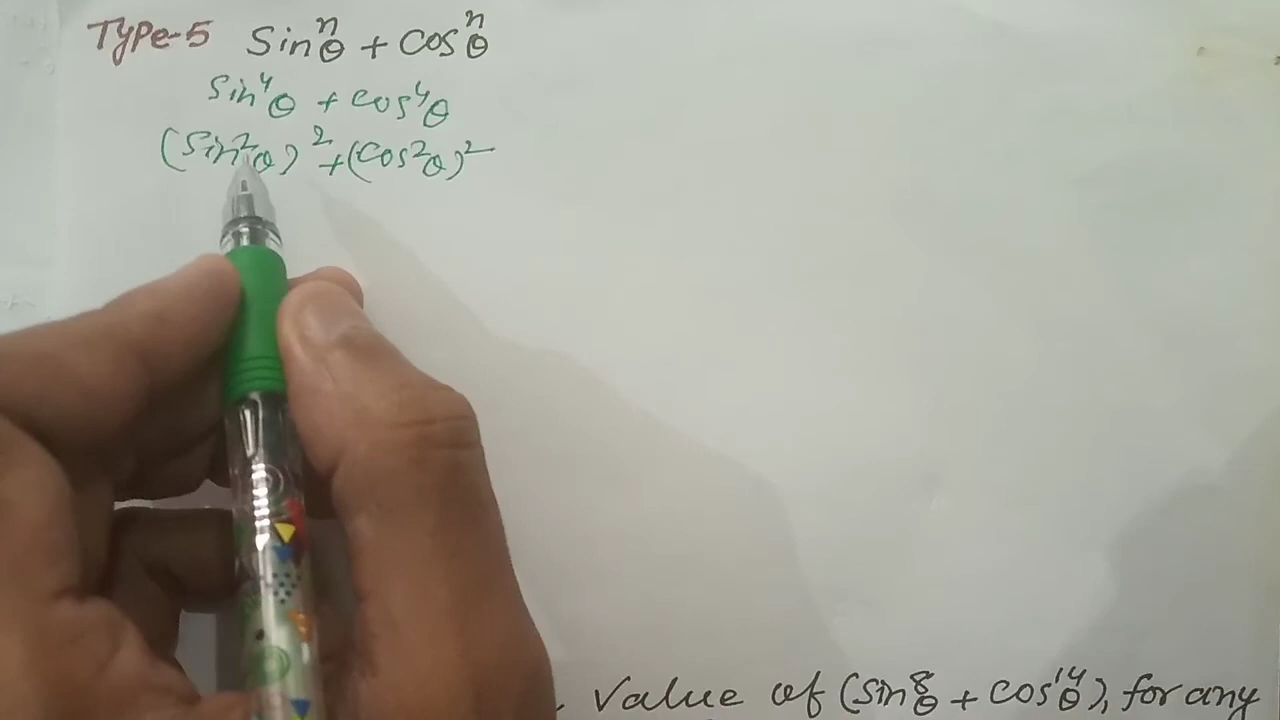 Type-5 Sinⁿθ + Cosⁿθ
Sin⁴θ + Cos⁴θ
(Sin²θ)² + (Cos²θ)²
. Value of (Sin⁸θ + Cos¹⁴θ), for any